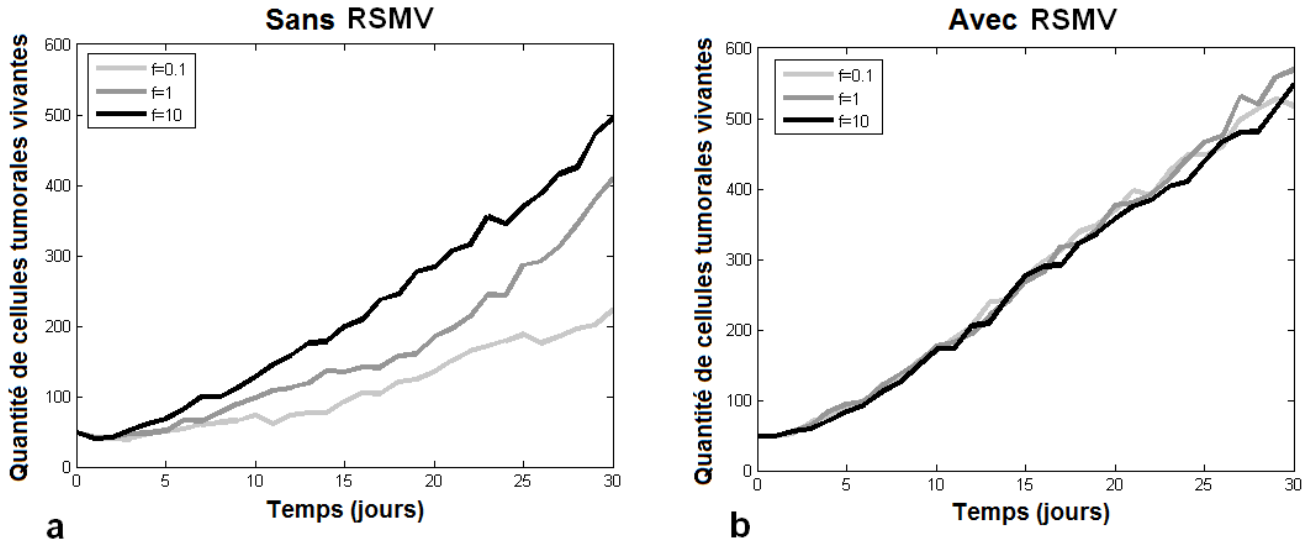 Sans RSMV
Quantité de cellules tumorales vivantes
600
500
400
300
200
100
0
f=0.1
f=1
f=10
0 5 10 15 20 25 30
Temps (jours)
a
Avec RSMV
Quantité de cellules tumorales vivantes
600
500
400
300
200
100
0
f=0.1
f=1
f=10
0 5 10 15 20 25 30
Temps (jours)
b